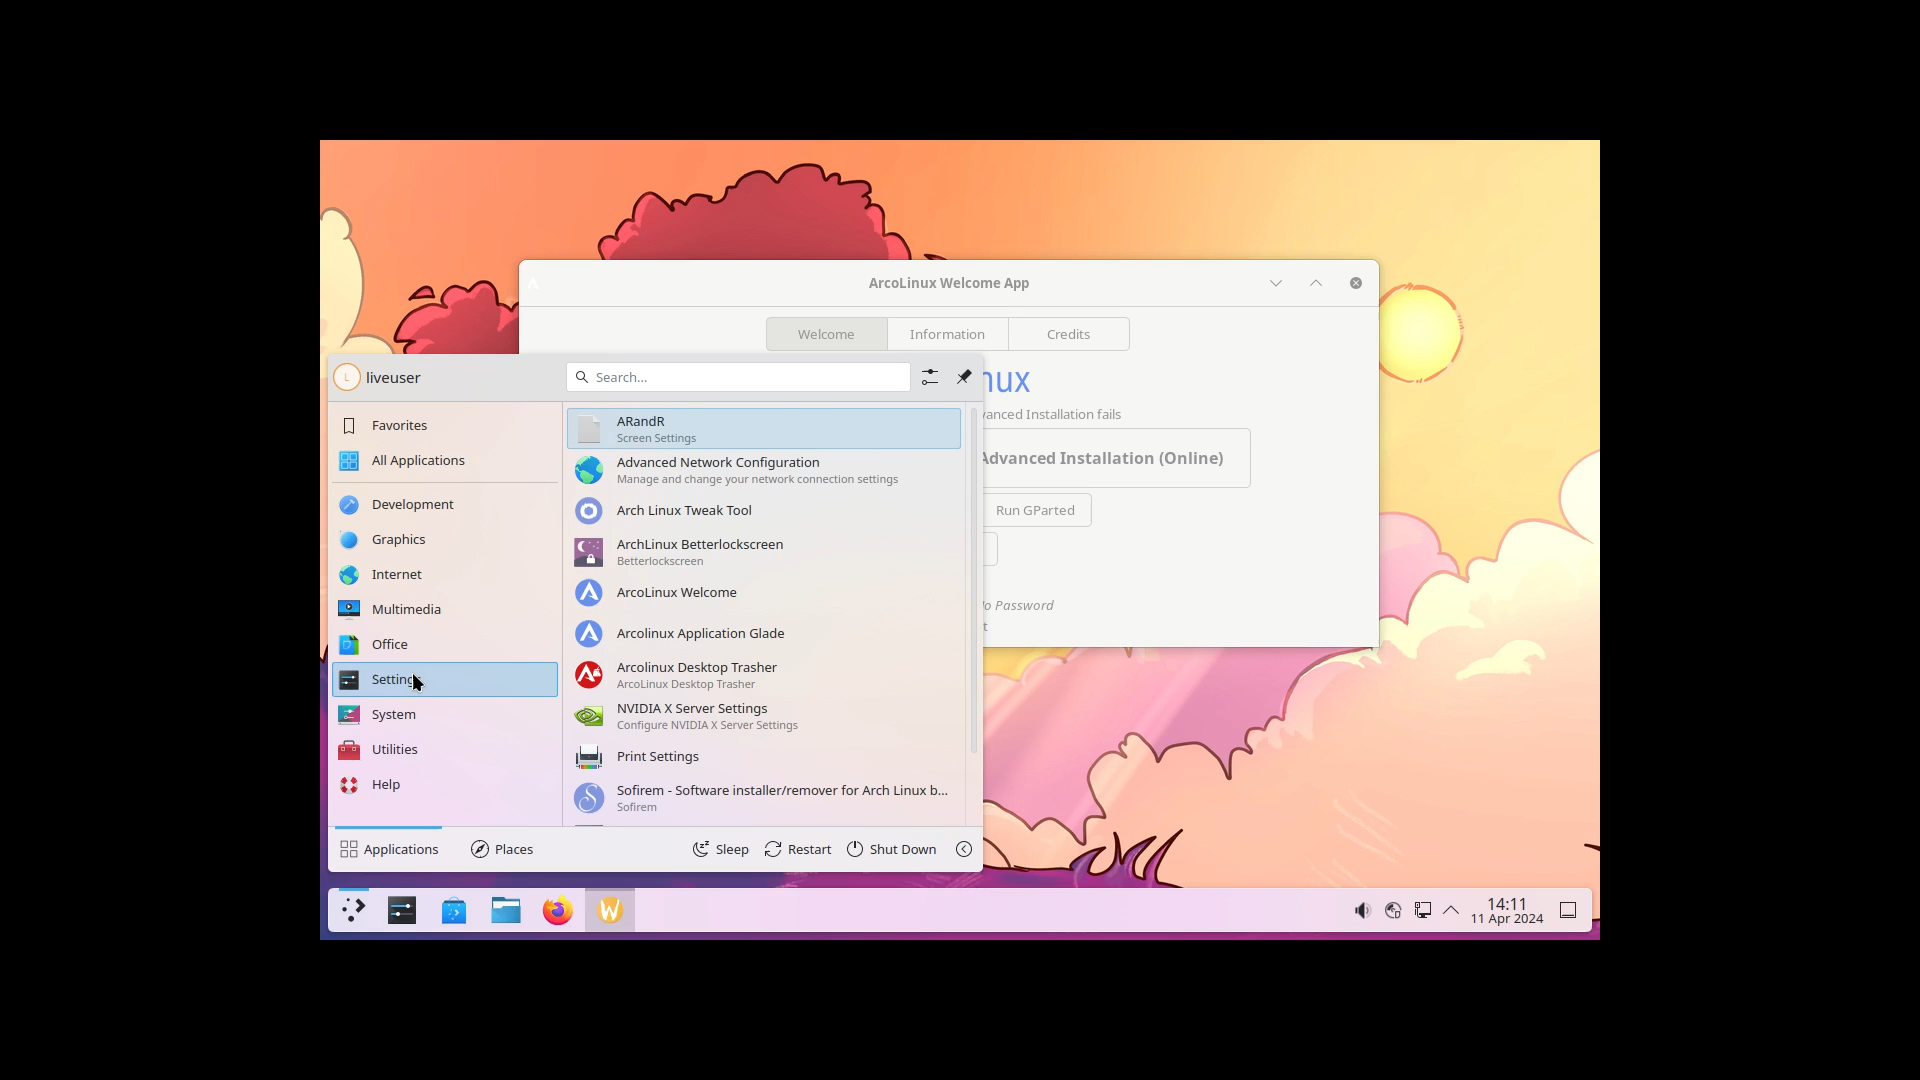 ArcoLinux Welcome App
Welcome
Information
Credits
nux
vanced Installation fails
Advanced Installation (Online)
Run GParted
No Password
t
L
liveuser
Search...
Favorites
All Applications
Development
Graphics
Internet
Multimedia
Office
Settings
System
Utilities
Help
ARandR
Screen Settings
Advanced Network Configuration
Manage and change your network connection settings
Arch Linux Tweak Tool
ArchLinux Betterlockscreen
Betterlockscreen
ArcoLinux Welcome
Arcolinux Application Glade
Arcolinux Desktop Trasher
ArcoLinux Desktop Trasher
NVIDIA X Server Settings
Configure NVIDIA X Server Settings
Print Settings
Sofirem - Software installer/remover for Arch Linux b...
Sofirem
Applications
Places
Sleep
Restart
Shut Down
14:11
11 Apr 2024